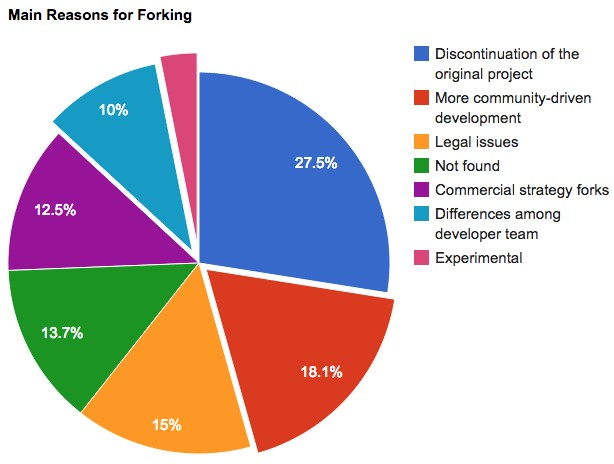 Main Reasons for Forking
27.5%
18.1%
15%
13.7%
12.5%
10%
Discontinuation of the
original project
More community-driven
development
Legal issues
Not found
Commercial strategy forks
Differences among
developer team
Experimental